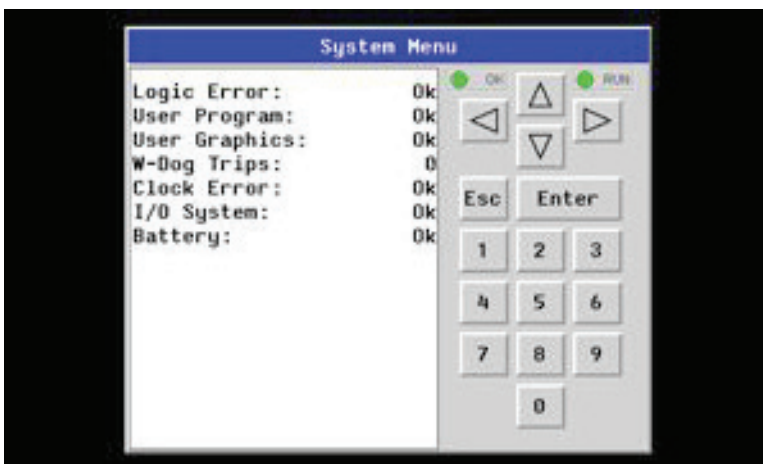 System Menu
Logic Error: Ok
User Program: Ok
User Graphics: Ok
W-Dog Trips: 0
Clock Error: Ok
I/O System: Ok
Battery: Ok
OK
RUN
Esc Enter
1 2 3
4 5 6
7 8 9
0